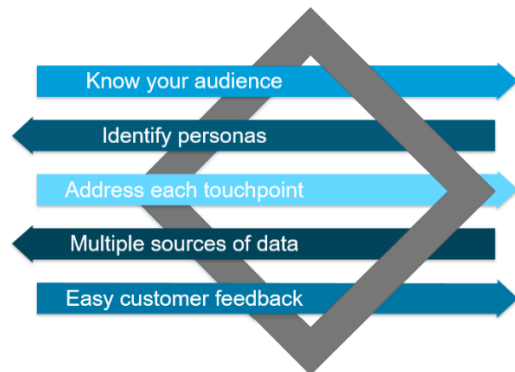 Know your audience
Identify personas
Address each touchpoint
Multiple sources of data
Easy customer feedback